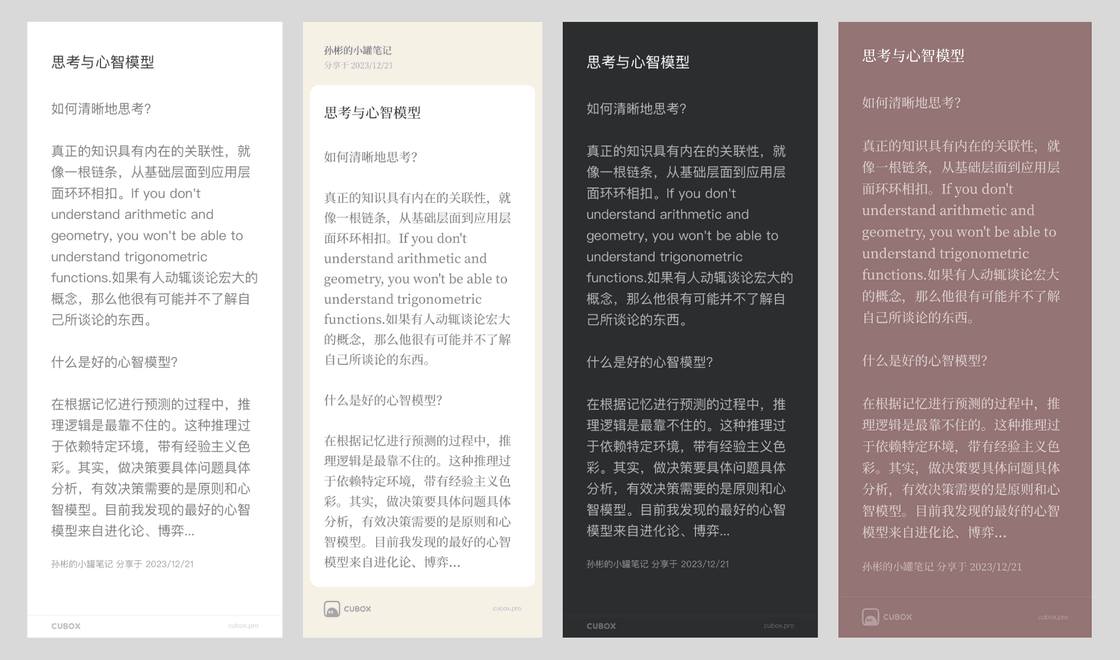 思考与心智模型
如何清晰地思考?
真正的知识具有内在的关联性，就
像一根链条，从基础层面到应用层
面环环相扣。If you don't
understand arithmetic and
geometry, you won't be able to
understand trigonometric
functions.如果有人动辄谈论宏大的
概念，那么他很有可能并不了解自
己所谈论的东西。
什么是好的心智模型?
在根据记忆进行预测的过程中，推
理逻辑是最靠不住的。这种推理过
于依赖特定环境，带有经验主义色
彩。其实，做决策要具体问题具体
分析，有效决策需要的是原则和心
智模型。目前我发现的最好的心智
模型来自进化论、博弈...
孙彬的小罐笔记 分享于 2023/12/21
CUBOX
cubox.pro
孙彬的小罐笔记
分享于 2023/12/21
思考与心智模型
如何清晰地思考?
真正的知识具有内在的关联性，就
像一根链条，从基础层面到应用层
面环环相扣。If you don't
understand arithmetic and
geometry, you won't be able to
understand trigonometric
functions.如果有人动辄谈论宏大
的概念，那么他很有可能并不了解
自己所谈论的东西。
什么是好的心智模型?
在根据记忆进行预测的过程中，推
理逻辑是最靠不住的。这种推理过
于依赖特定环境，带有经验主义色
彩。其实，做决策要具体问题具体
分析，有效决策需要的是原则和心
智模型。目前我发现的最好的心智
模型来自进化论、博弈...
CUBOX
cubox.pro
思考与心智模型
如何清晰地思考?
真正的知识具有内在的关联性，就
像一根链条，从基础层面到应用层
面环环相扣。If you don't
understand arithmetic and
geometry, you won't be able to
understand trigonometric
functions.如果有人动辄谈论宏大的
概念，那么他很有可能并不了解自
己所谈论的东西。
什么是好的心智模型?
在根据记忆进行预测的过程中，推
理逻辑是最靠不住的。这种推理过
于依赖特定环境，带有经验主义色
彩。其实，做决策要具体问题具体
分析，有效决策需要的是原则和心
智模型。目前我发现的最好的心智
模型来自进化论、博弈...
孙彬的小罐笔记 分享于 2023/12/21
CUBOX
cubox.pro
思考与心智模型
如何清晰地思考?
真正的知识具有内在的关联性，就
像一根链条，从基础层面到应用层
面环环相扣。If you don't
understand arithmetic and
geometry, you won't be able to
understand trigonometric
functions.如果有人动辄谈论宏大
的概念，那么他很有可能并不了解
自己所谈论的东西。
什么是好的心智模型?
在根据记忆进行预测的过程中，推
理逻辑是最靠不住的。这种推理过
于依赖特定环境，带有经验主义色
彩。其实，做决策要具体问题具体
分析，有效决策需要的是原则和心
智模型。目前我发现的最好的心智
模型来自进化论、博弈...
孙彬的小罐笔记 分享于 2023/12/21
CUBOX
cubox.pro